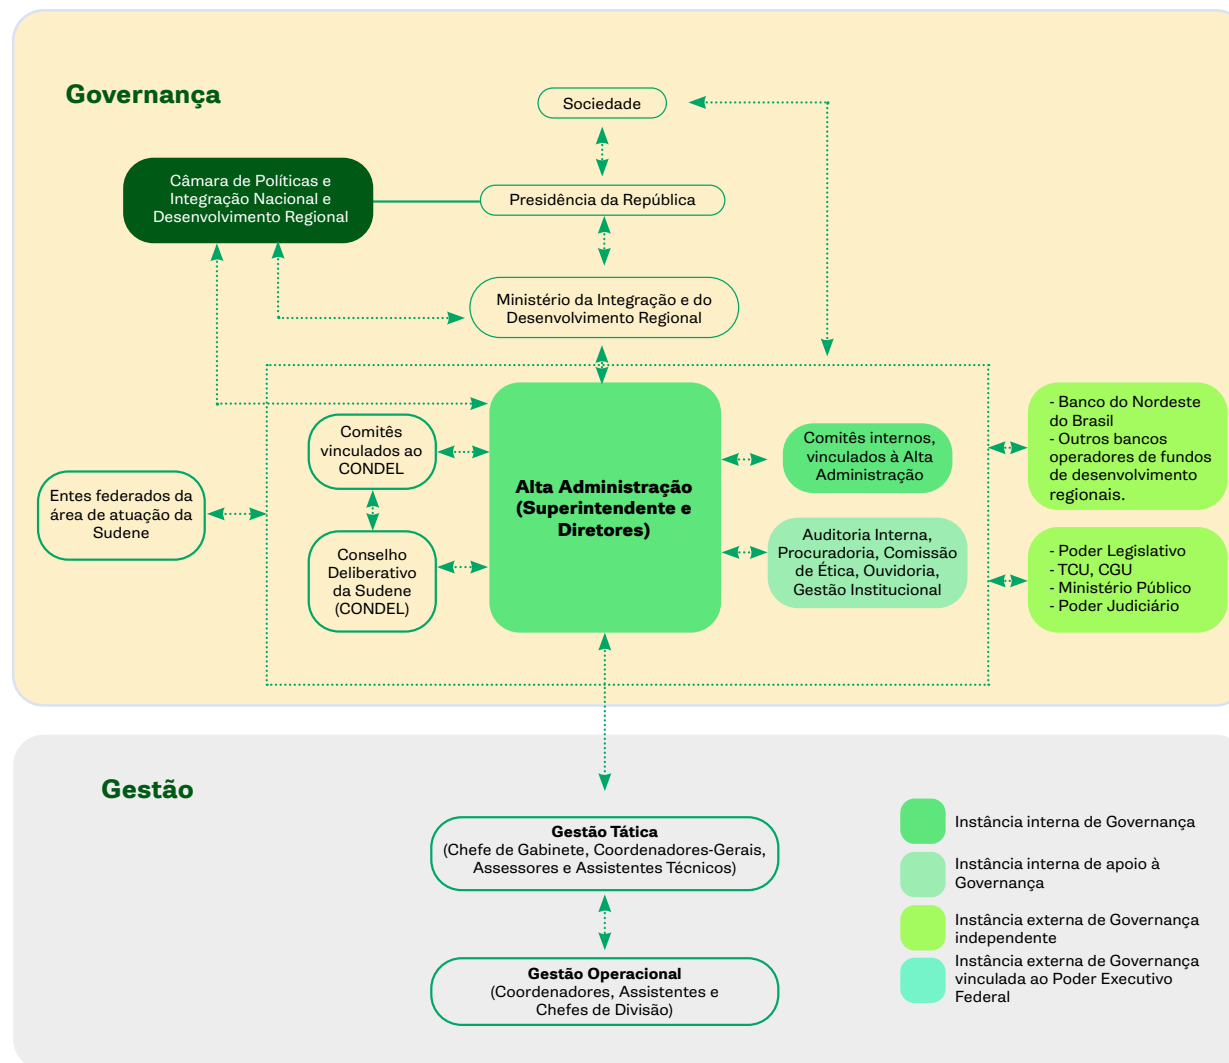 Governança
Sociedade
Câmara de Políticas e
Integração Nacional e
Desenvolvimento Regional
Presidência da República
Ministério da Integração e do
Desenvolvimento Regional
Comitês
vinculados ao
CONDEL
Entes federados da
área de atuação da
Sudene
Conselho
Deliberativo
da Sudene
(CONDEL)
Alta Administração
(Superintendente e
Diretores)
Comitês internos,
vinculados à Alta
Administração
Auditoria Interna,
Procuradoria, Comissão
de Ética, Ouvidoria,
Gestão Institucional
- Banco do Nordeste
do Brasil
- Outros bancos
operadores de fundos
de desenvolvimento
regionais.
- Poder Legislativo
- TCU, CGU
- Ministério Público
- Poder Judiciário
Gestão
Gestão Tática
(Chefe de Gabinete, Coordenadores-Gerais,
Assessores e Assistentes Técnicos)
Gestão Operacional
(Coordenadores, Assistentes e
Chefes de Divisão)
Instância interna de Governança
Instância interna de apoio à
Governança
Instância externa de Governança
independente
Instância externa de Governança
vinculada ao Poder Executivo
Federal